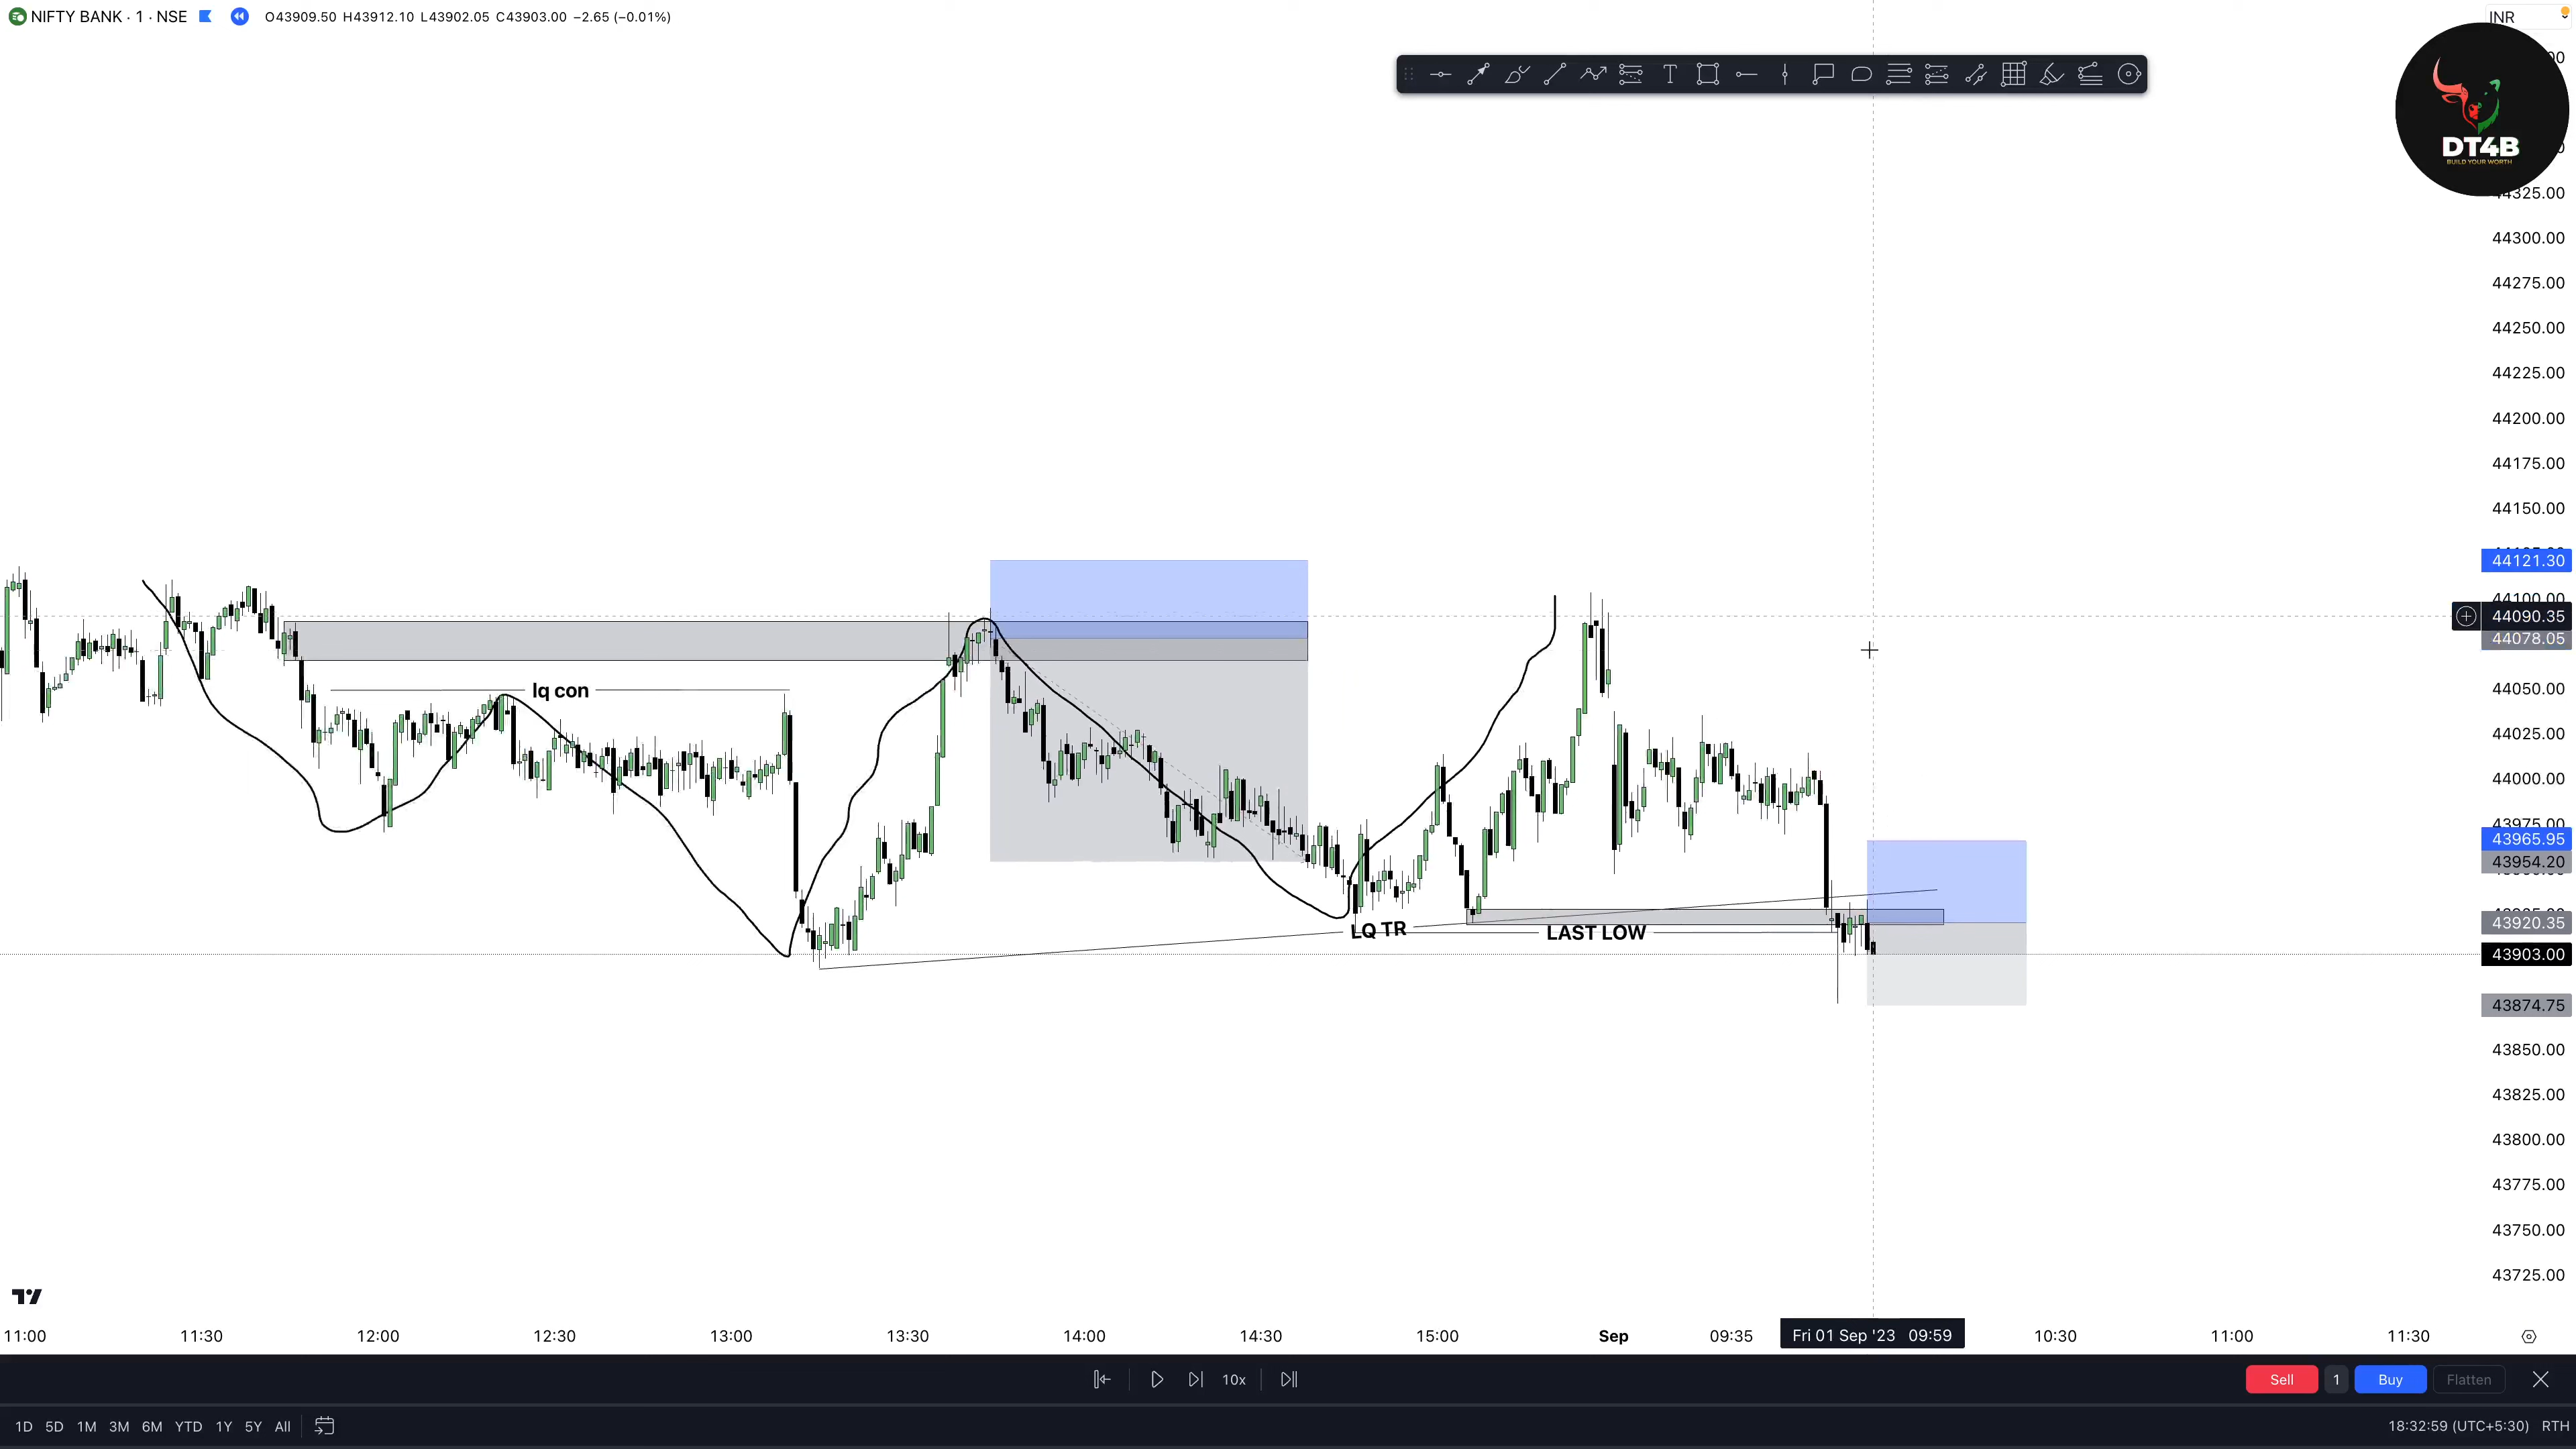 NIFTY BANK · 1 · NSE O43909.50 H43912.10 L43902.05 C43903.00 −2.65 (−0.01%)
INR
DT4B
BUILD YOUR WORTH
44300.00
44275.00
44250.00
44225.00
44200.00
44175.00
44150.00
44121.30
44100.00
44090.35
44078.05
44050.00
44025.00
44000.00
43975.00
43965.95
43954.20
43920.35
43903.00
43874.75
43850.00
43825.00
43800.00
43775.00
43750.00
43725.00
lq con
LQ TR
LAST LOW
11:00 11:30 12:00 12:30 13:00 13:30 14:00 14:30 15:00 Sep 09:35 Fri 01 Sep '23 09:59 10:30 11:00 11:30
10x
Sell 1 Buy Flatten
1D 5D 1M 3M 6M YTD 1Y 5Y All
18:32:59 (UTC+5:30) RTH